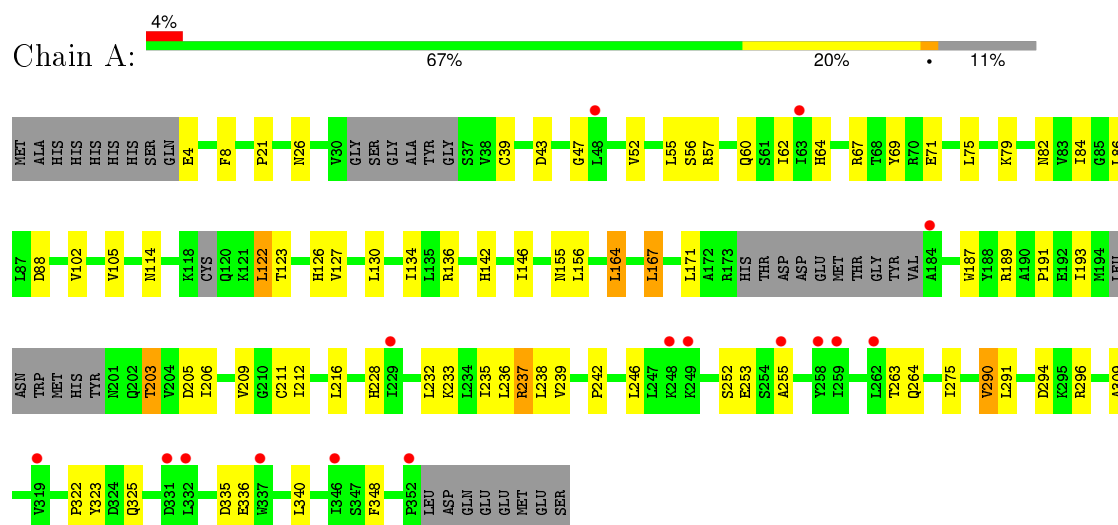 4%
Chain A:
67% 20% • 11%
MET ALA HIS HIS HIS HIS HIS HIS SER GLN E4 F8 P21 N26 V30 GLY SER GLY ALA TYR GLY S37 V38 C39 D43 G47 L48 V52 L55 S56 R57 Q60 S61 I62 I63 H64 R67 T68 Y69 R70 E71 L75 K79 N82 V83 I84 G85 L86
L87 D88 V102 V105 N114 K118 CYS Q120 K121 L122 T123 H126 V127 L130 I134 L135 R136 H142 I146 N155 L156 L164 L167 L171 A172 R173 HIS THR ASP ASP GLU MET THR GLY TYR VAL A184 W187 Y188 R189 A190 P191 E192 I193 M194 LEU
ASN TRP MET HIS TYR N201 Q202 T203 V204 D205 I206 V209 G210 C211 I212 L216 H228 I229 L232 K233 L234 I235 L236 R237 L238 V239 P242 L246 L247 K248 K249 S252 E253 S254 A255 Y258 I259 L262 T263 Q264 I275 V290 L291 D294 K295 R296
V319 P322 Y323 D324 Q325 D331 L332 D335 E336 W337 L340 I346 S347 F348 P352 LEU ASP GLN GLU GLU MET GLU SER